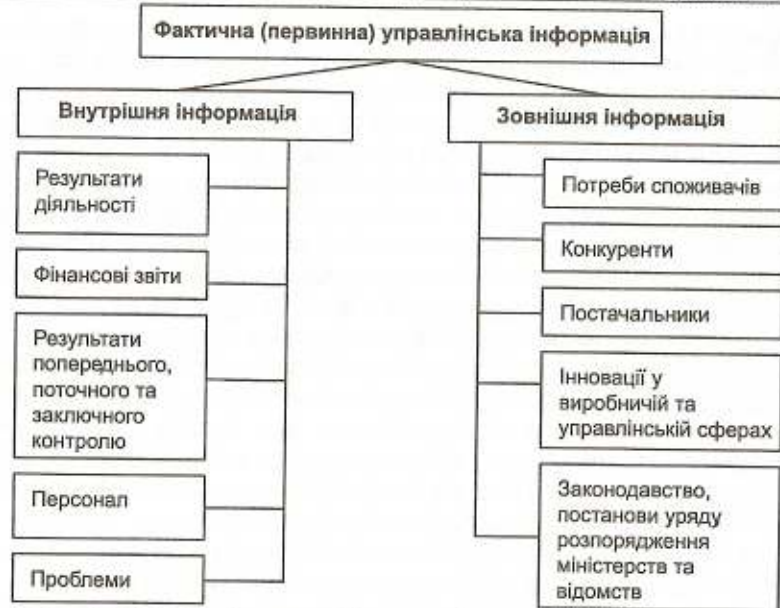 Фактична (первинна) управлінська інформація
Внутрішня інформація
Результати
діяльності
Фінансові звіти
Результати
попереднього,
поточного та
заключного
контролю
Персонал
Проблеми
Зовнішня інформація
Потреби споживачів
Конкуренти
Постачальники
Інновації у
виробничій та
управлінській сферах
Законодавство,
постанови уряду
розпорядження
міністерств та
відомств